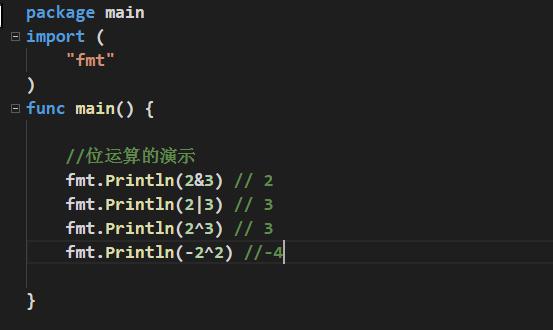 package main
import (
"fmt"
)
func main() {
//位运算的演示
fmt.Println(2&3) // 2
fmt.Println(2|3) // 3
fmt.Println(2^3) // 3
fmt.Println(-2^2) //-4
}